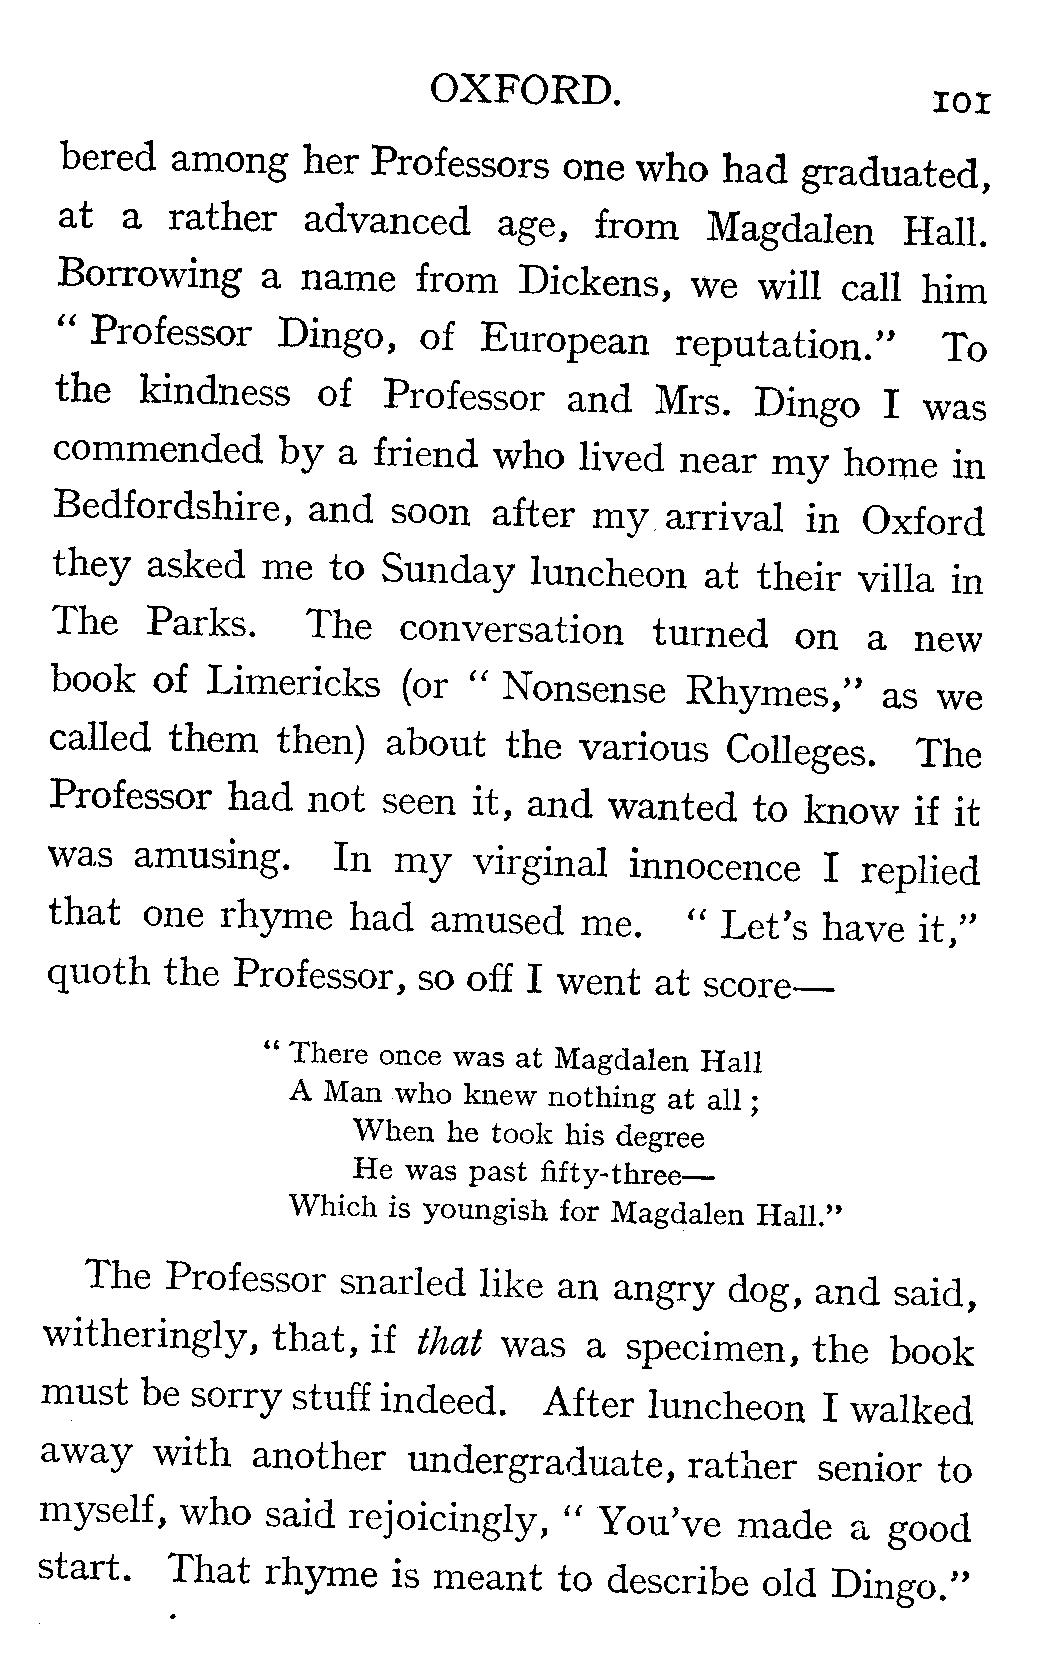 OXFORD. 101
bered among her Professors one who had graduated,
at a rather advanced age, from Magdalen Hall.
Borrowing a name from Dickens, we will call him
“ Professor Dingo, of European reputation.” To
the kindness of Professor and Mrs. Dingo I was
commended by a friend who lived near my home in
Bedfordshire, and soon after my arrival in Oxford
they asked me to Sunday luncheon at their villa in
The Parks. The conversation turned on a new
book of Limericks (or “ Nonsense Rhymes,” as we
called them then) about the various Colleges. The
Professor had not seen it, and wanted to know if it
was amusing. In my virginal innocence I replied
that one rhyme had amused me. “ Let’s have it,”
quoth the Professor, so off I went at score—
“ There once was at Magdalen Hall
A Man who knew nothing at all ;
When he took his degree
He was past fifty-three—
Which is youngish for Magdalen Hall.”
The Professor snarled like an angry dog, and said,
witheringly, that, if that was a specimen, the book
must be sorry stuff indeed. After luncheon I walked
away with another undergraduate, rather senior to
myself, who said rejoicingly, “ You’ve made a good
start. That rhyme is meant to describe old Dingo.”